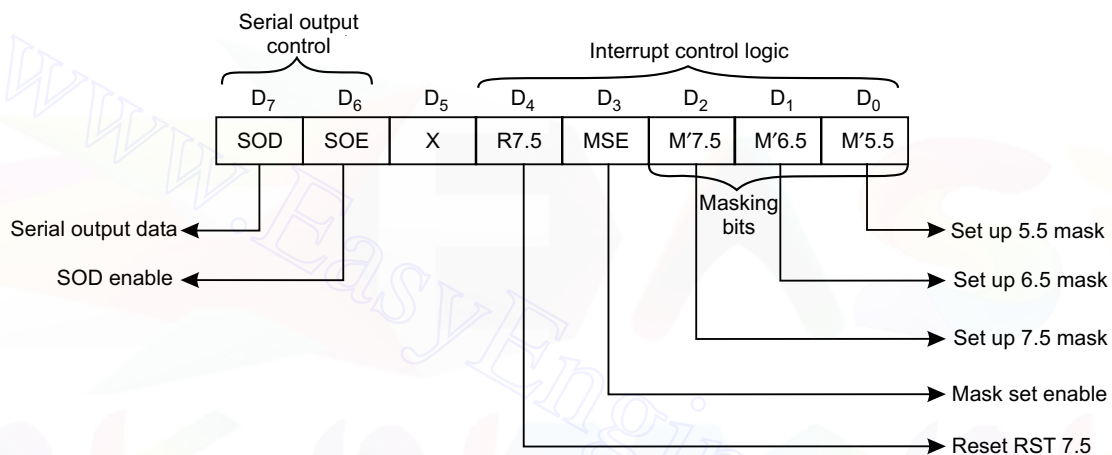 Serial output
control
Interrupt control logic
D7 D6 D5 D4 D3 D2 D1 D0
SOD SOE X R7.5 MSE M′7.5 M′6.5 M′5.5
Masking
bits
Serial output data
Set up 5.5 mask
SOD enable
Set up 6.5 mask
Set up 7.5 mask
Mask set enable
Reset RST 7.5
www.EasyEngin